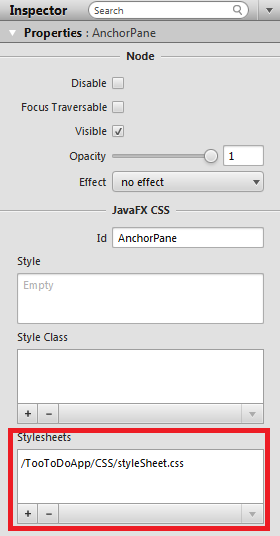 Inspector Search
Properties : AnchorPane
Node
Disable
Focus Traversable
Visible
Opacity 1
Effect no effect
JavaFX CSS
Id AnchorPane
Style
Empty
Style Class
+ −
Stylesheets
/TooToDoApp/CSS/styleSheet.css
+ −